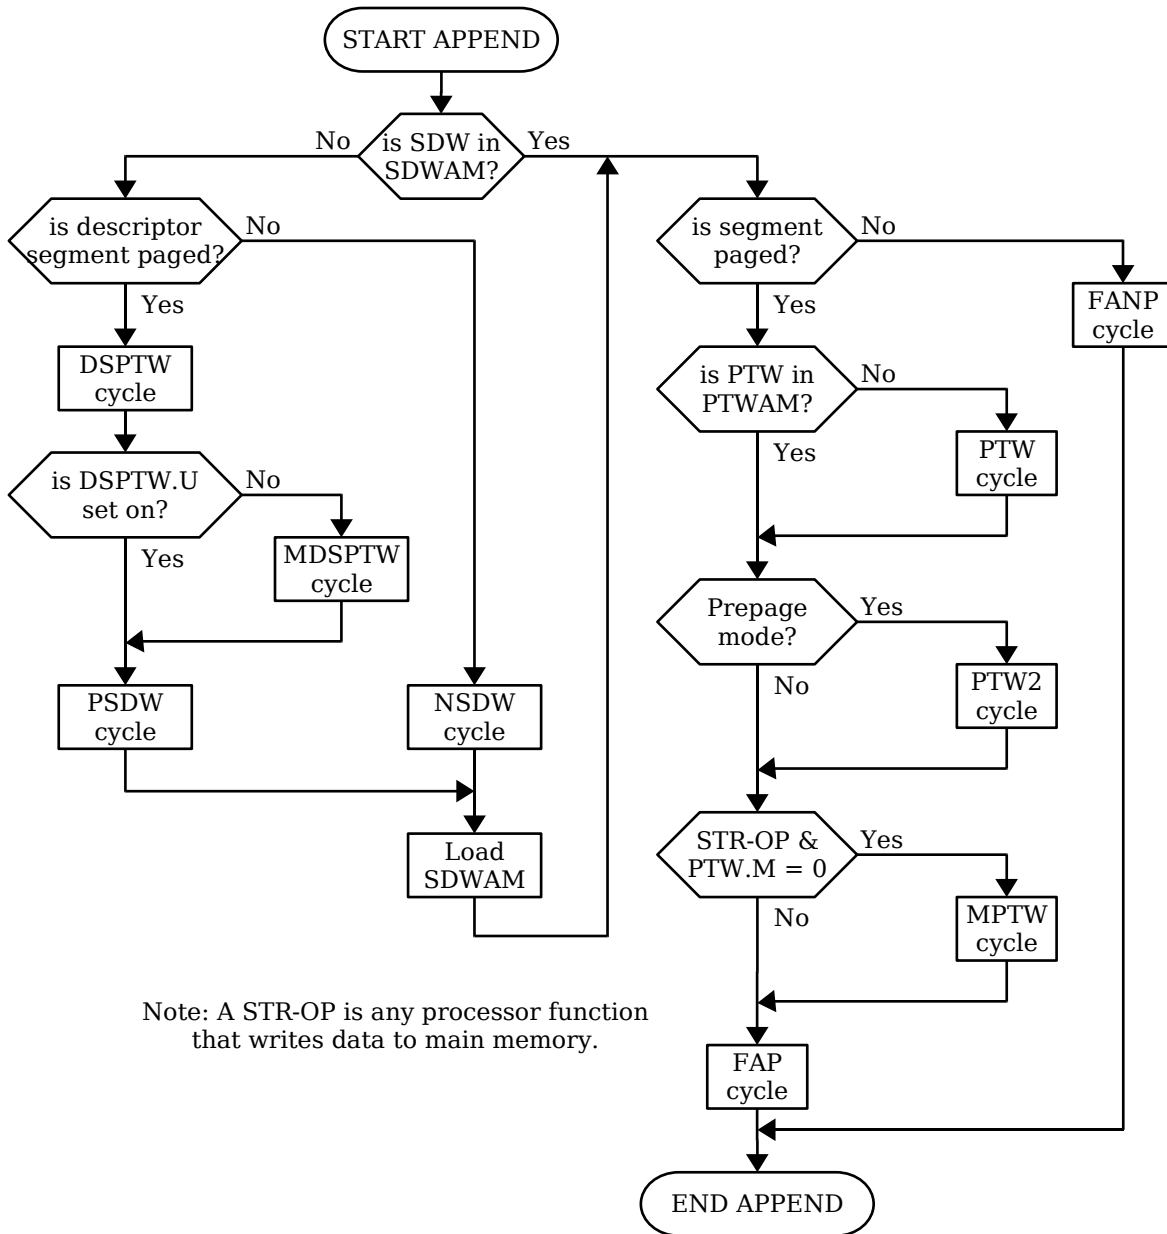 START APPEND
No
is SDW in
SDWAM?
Yes
is descriptor
segment paged?
No
is segment
paged?
No
Yes
Yes
FANP
cycle
DSPTW
cycle
is PTW in
PTWAM?
No
is DSPTW.U
set on?
No
Yes
PTW
cycle
Yes
MDSPTW
cycle
Prepage
mode?
Yes
PSDW
cycle
NSDW
cycle
No
PTW2
cycle
Load
SDWAM
STR-OP &
PTW.M = 0
Yes
No
MPTW
cycle
Note: A STR-OP is any processor function
that writes data to main memory.
FAP
cycle
END APPEND